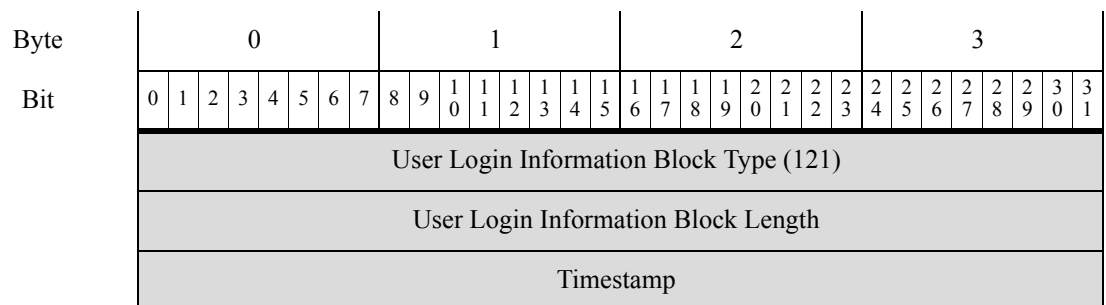 Byte 0 1 2 3
Bit 0 1 2 3 4 5 6 7 8 9 10 11 12 13 14 15 16 17 18 19 20 21 22 23 24 25 26 27 28 29 30 31
User Login Information Block Type (121)
User Login Information Block Length
Timestamp